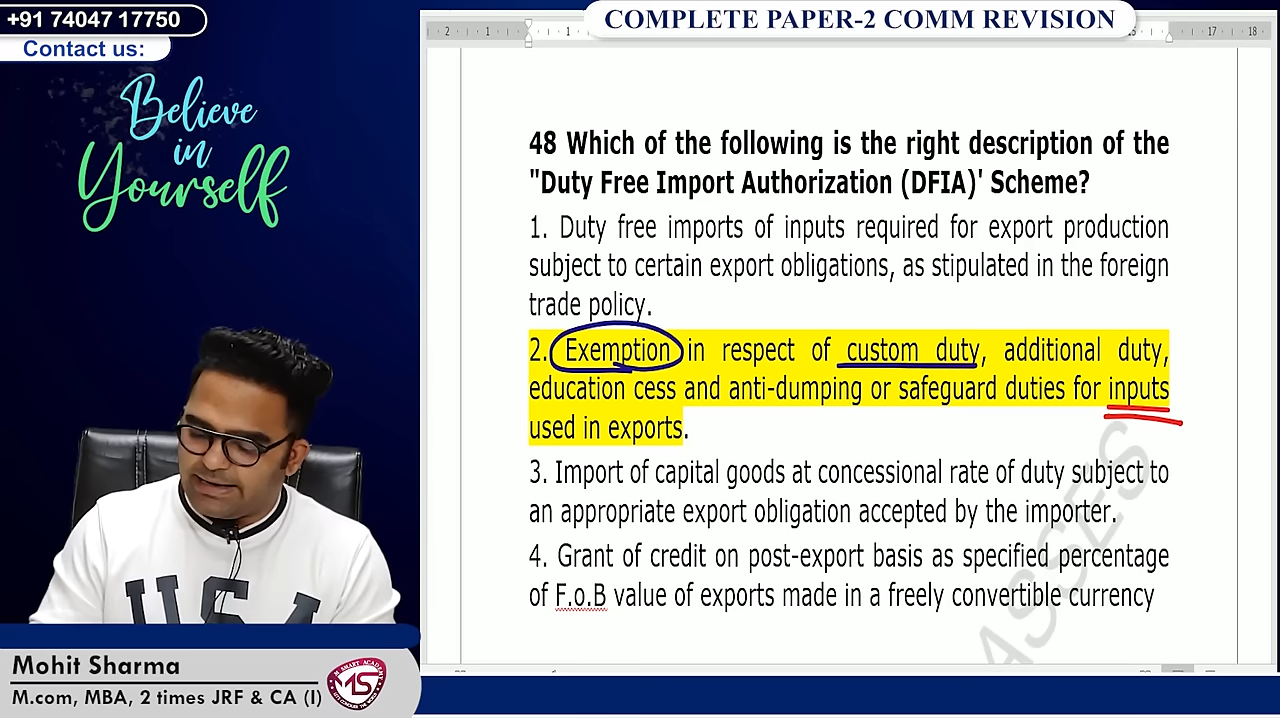 +91 74047 17750
Contact us:
COMPLETE PAPER-2 COMM REVISION
Believe
in
Yourself
48 Which of the following is the right description of the
"Duty Free Import Authorization (DFIA)' Scheme?
1. Duty free imports of inputs required for export production
subject to certain export obligations, as stipulated in the foreign
trade policy.
2. Exemption in respect of custom duty, additional duty,
education cess and anti-dumping or safeguard duties for inputs
used in exports.
3. Import of capital goods at concessional rate of duty subject to
an appropriate export obligation accepted by the importer.
4. Grant of credit on post-export basis as specified percentage
of F.o.B value of exports made in a freely convertible currency
USA
Mohit Sharma
M.com, MBA, 2 times JRF & CA (I)